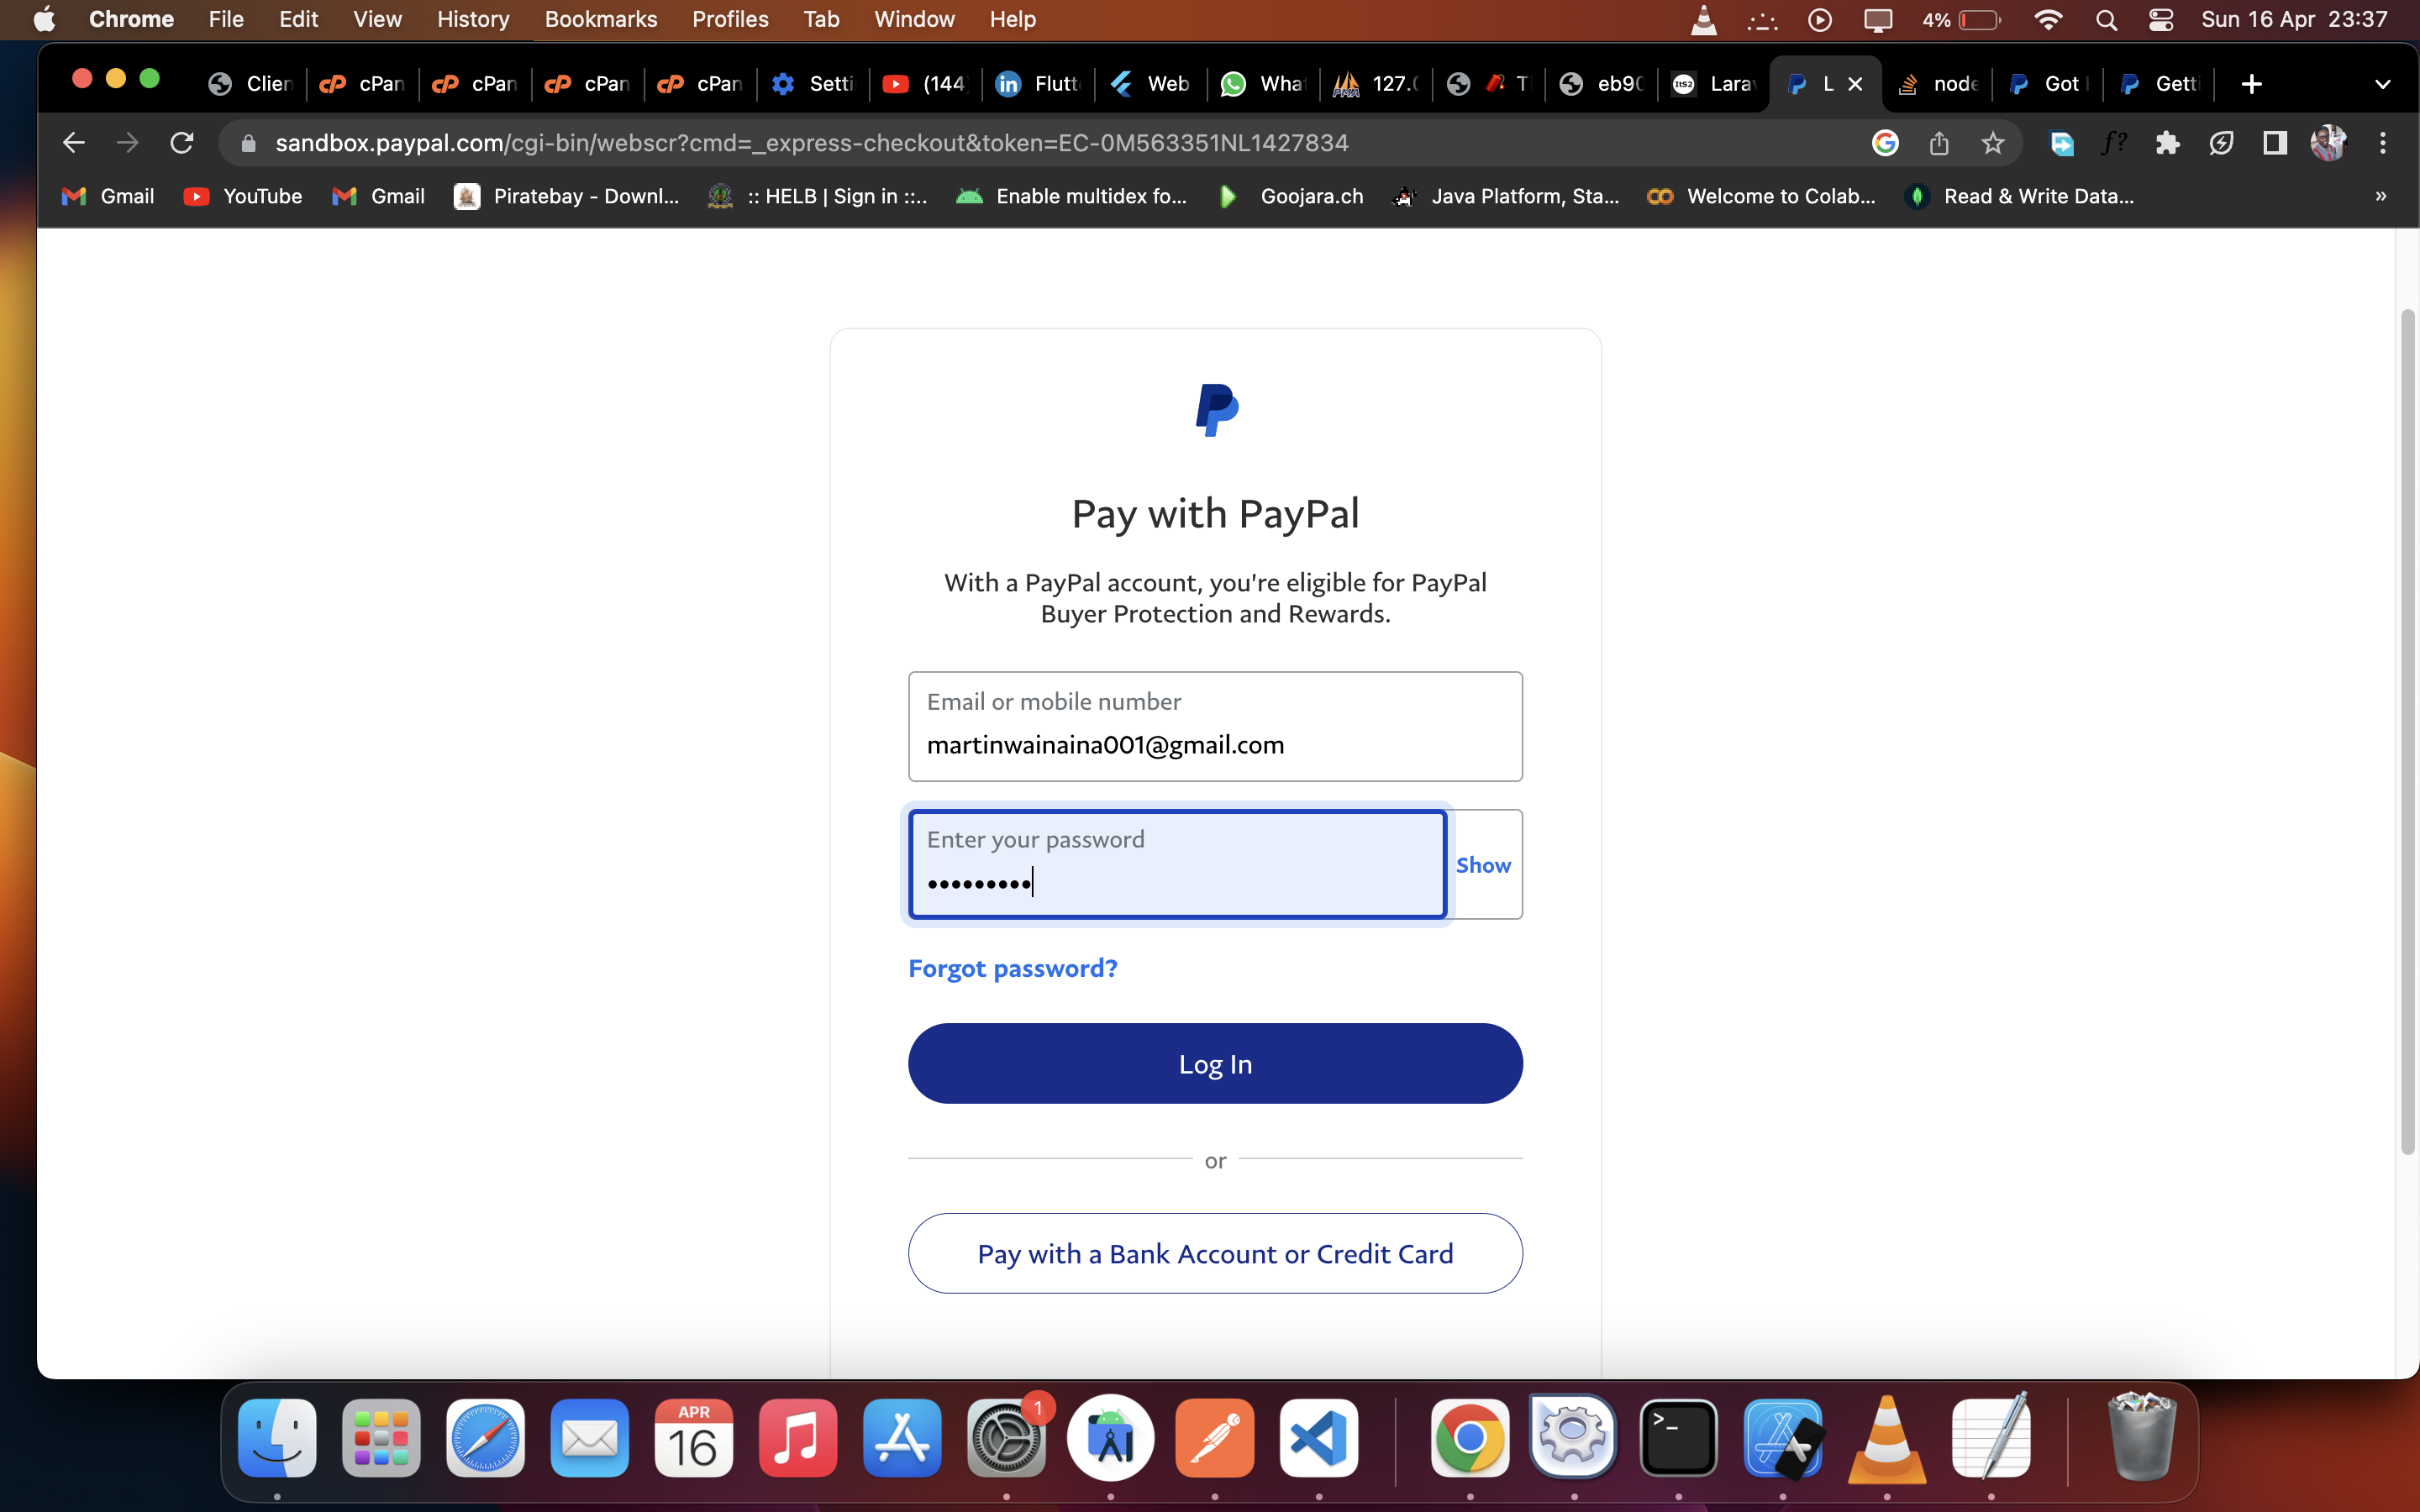 Chrome File Edit View History Bookmarks Profiles Tab Window Help 4% Sun 16 Apr 23:37
Clien cPan cPan cPan cPan Setti (144 Flutt Web What 127.0 T eb90 Larav L node Got Getti
sandbox.paypal.com/cgi-bin/webscr?cmd=_express-checkout&token=EC-0M563351NL1427834
Gmail YouTube Gmail Piratebay - Downl... :: HELB | Sign in ::.. Enable multidex fo... Goojara.ch Java Platform, Sta... Welcome to Colab... Read & Write Data... »
Pay with PayPal
With a PayPal account, you're eligible for PayPal
Buyer Protection and Rewards.
Email or mobile number
martinwainaina001@gmail.com
Enter your password
•••••••••
Show
Forgot password?
Log In
or
Pay with a Bank Account or Credit Card
APR
16
1